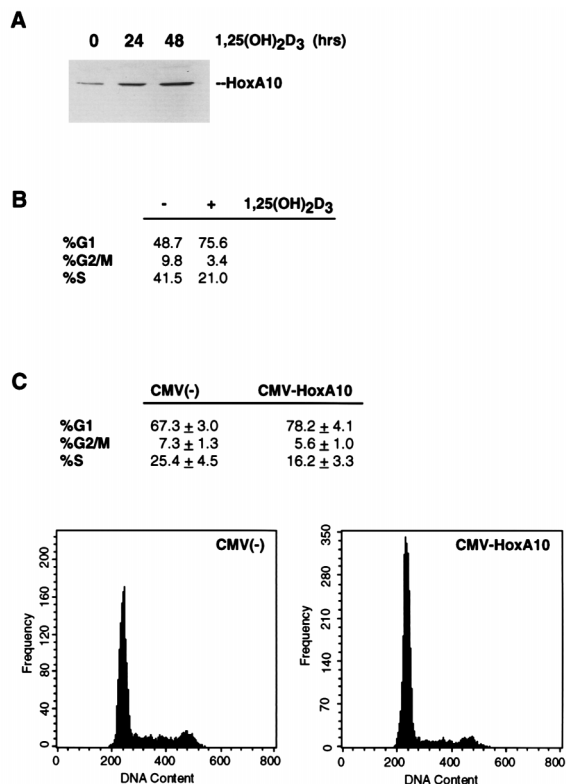 A
0 24 48 1,25(OH)2D3 (hrs)
--HoxA10
B
- + 1,25(OH)2D3
%G1 48.7 75.6
%G2/M 9.8 3.4
%S 41.5 21.0
C
CMV(-) CMV-HoxA10
%G1 67.3 ± 3.0 78.2 ± 4.1
%G2/M 7.3 ± 1.3 5.6 ± 1.0
%S 25.4 ± 4.5 16.2 ± 3.3
CMV(-)
Frequency
200
160
120
80
40
0
0 200 400 600 800
DNA Content
CMV-HoxA10
Frequency
350
280
210
140
70
0
0 200 400 600 800
DNA Content